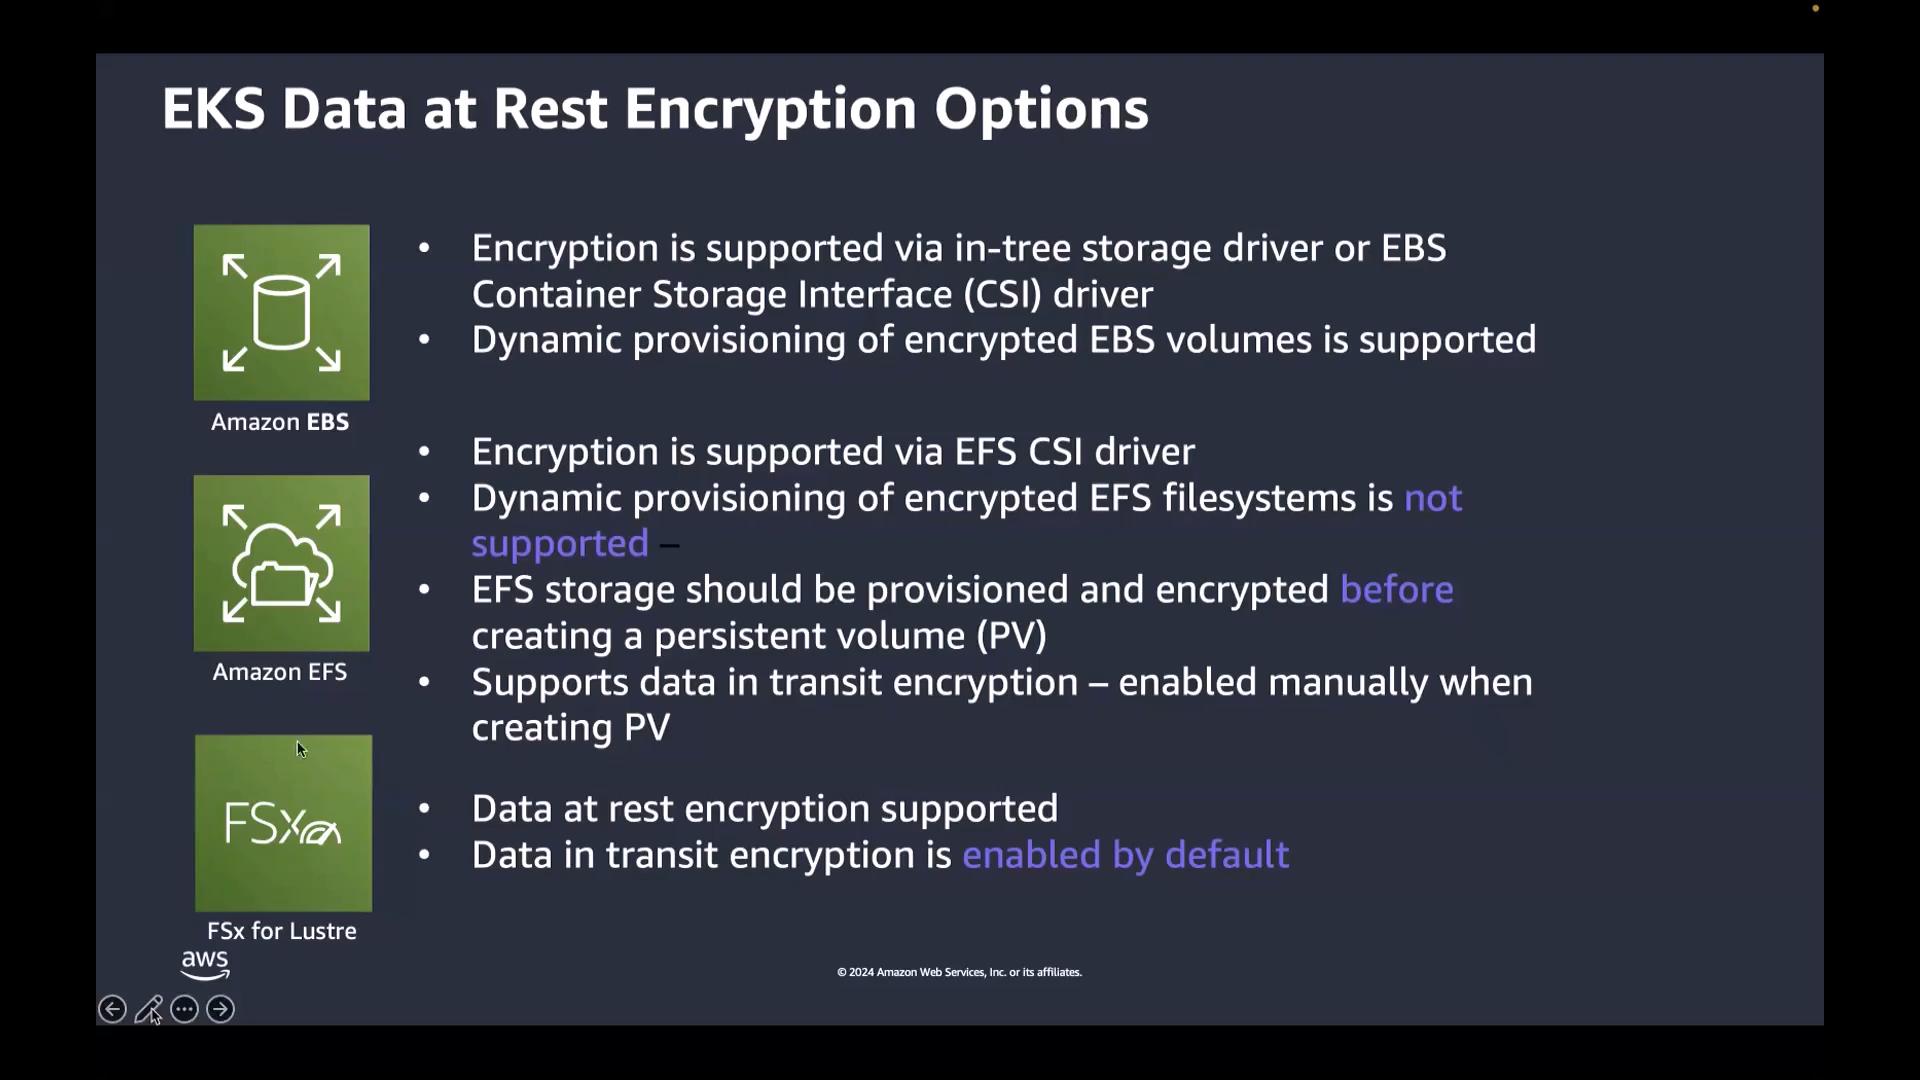 EKS Data at Rest Encryption Options
• Encryption is supported via in-tree storage driver or EBS
Container Storage Interface (CSI) driver
• Dynamic provisioning of encrypted EBS volumes is supported
Amazon EBS
• Encryption is supported via EFS CSI driver
• Dynamic provisioning of encrypted EFS filesystems is not
supported –
• EFS storage should be provisioned and encrypted before
creating a persistent volume (PV)
• Supports data in transit encryption – enabled manually when
creating PV
Amazon EFS
FSx
• Data at rest encryption supported
• Data in transit encryption is enabled by default
FSx for Lustre
aws
© 2024 Amazon Web Services, Inc. or its affiliates.